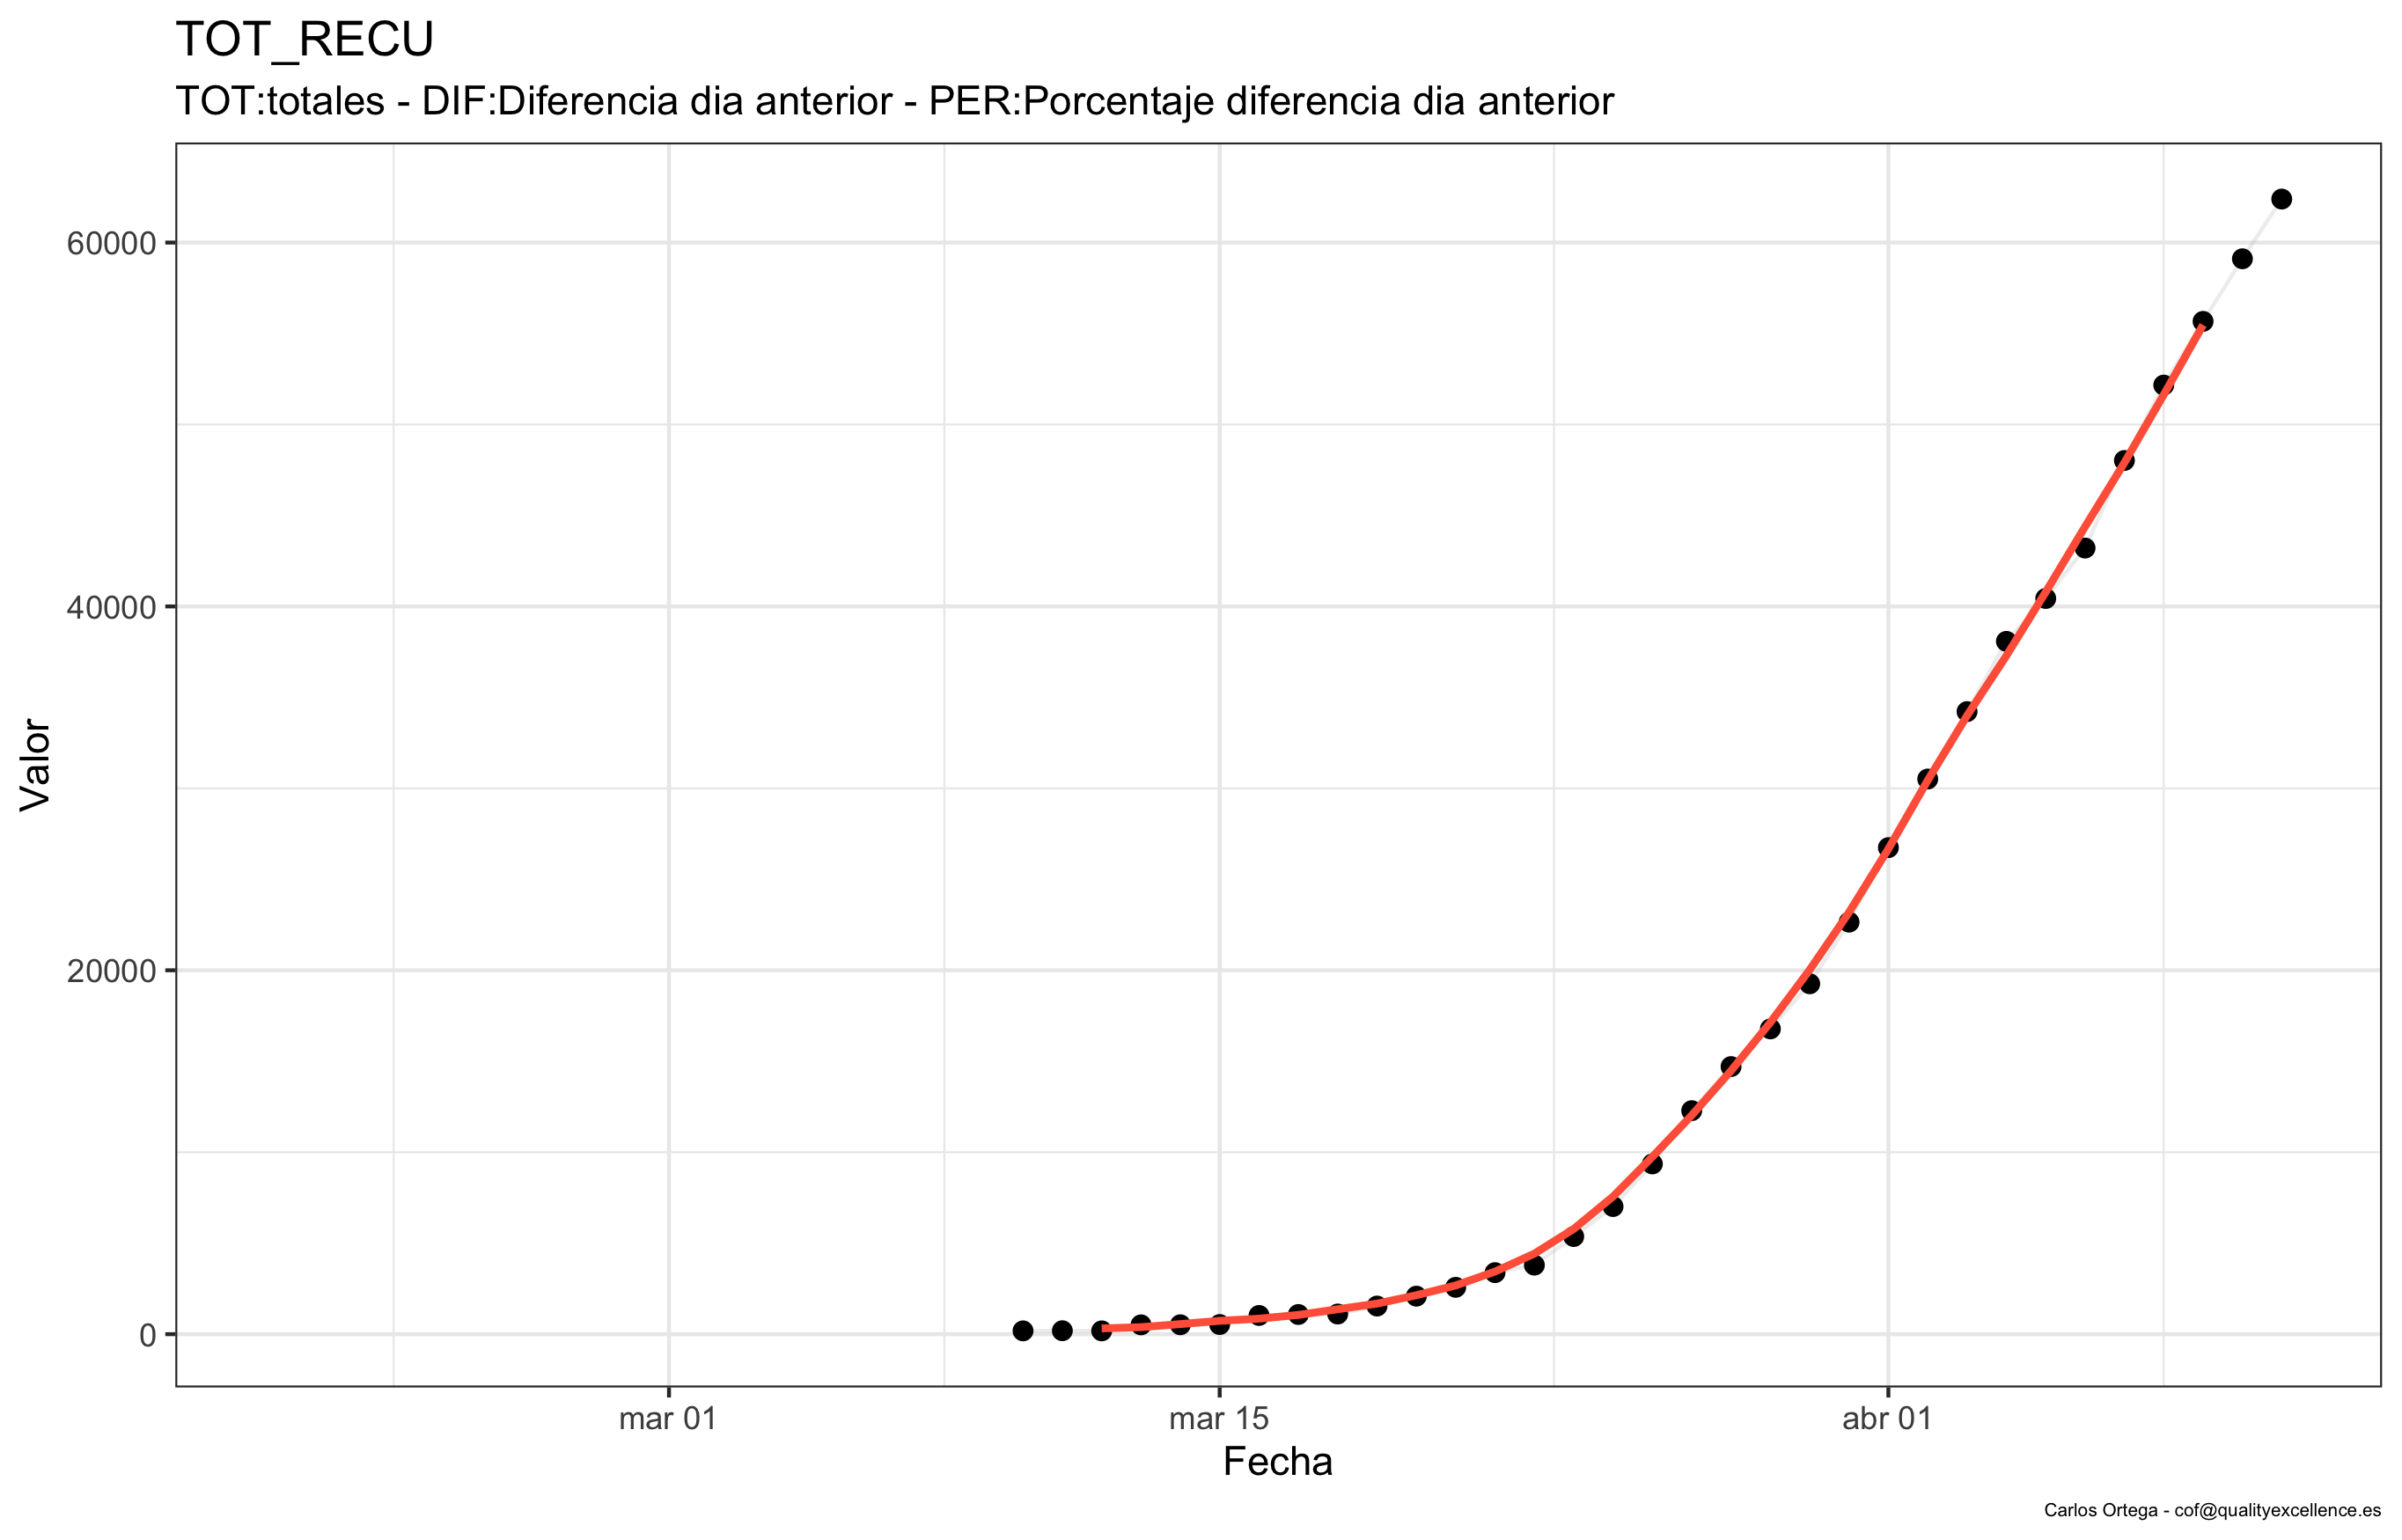 TOT_RECU
TOT:totales - DIF:Diferencia dia anterior - PER:Porcentaje diferencia dia anterior
60000
40000
20000
0
Valor
mar 01
mar 15
abr 01
Fecha
Carlos Ortega - cof@qualityexcellence.es